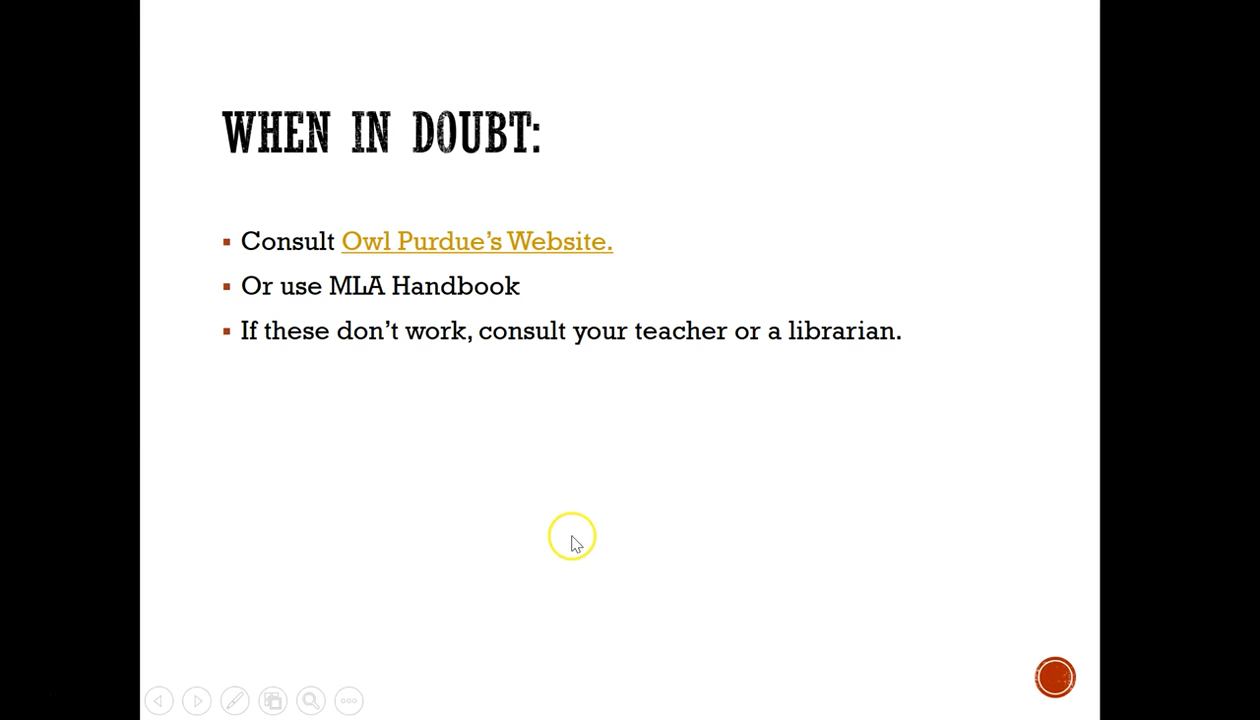 WHEN IN DOUBT:
Consult Owl Purdue's Website.
Or use MLA Handbook
If these don't work, consult your teacher or a librarian.